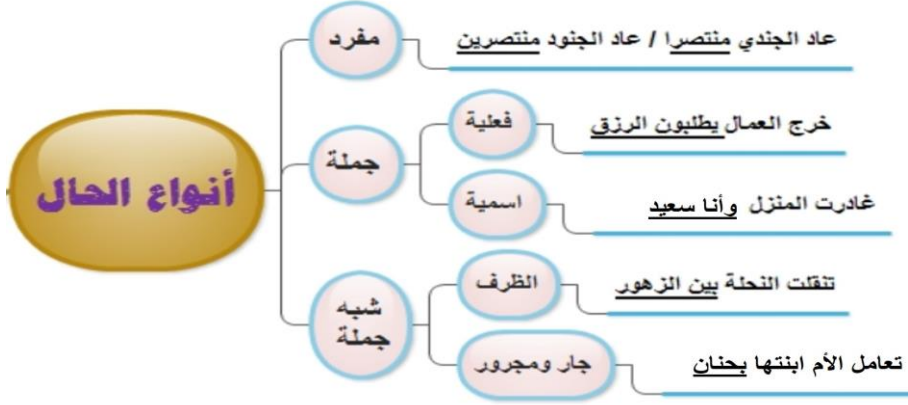 أنواع الحال
مفرد
عاد الجندي منتصرا / عاد الجنود منتصرين
جملة
فعلية
خرج العمال يطلبون الرزق
اسمية
غادرت المنزل وأنا سعيد
شبه
جملة
الظرف
تنقلت النحلة بين الزهور
جار ومجرور
تعامل الأم ابنتها بحنان